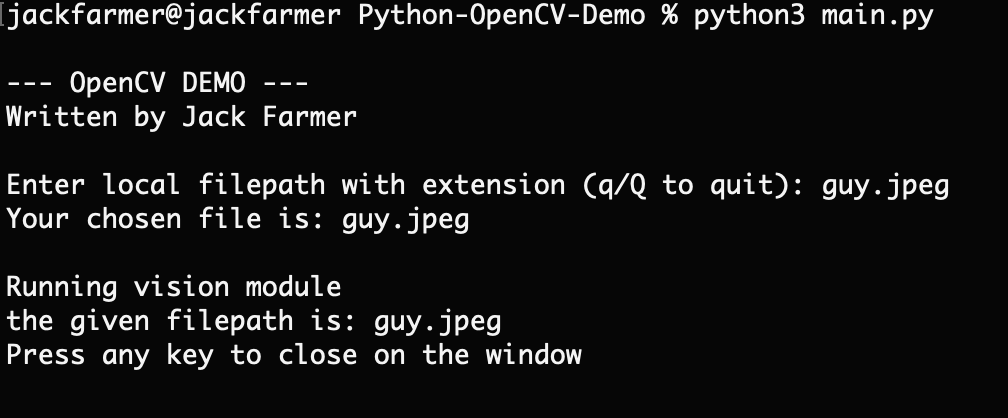 jackfarmer@jackfarmer Python-OpenCV-Demo % python3 main.py
--- OpenCV DEMO ---
Written by Jack Farmer
Enter local filepath with extension (q/Q to quit): guy.jpeg
Your chosen file is: guy.jpeg
Running vision module
the given filepath is: guy.jpeg
Press any key to close on the window